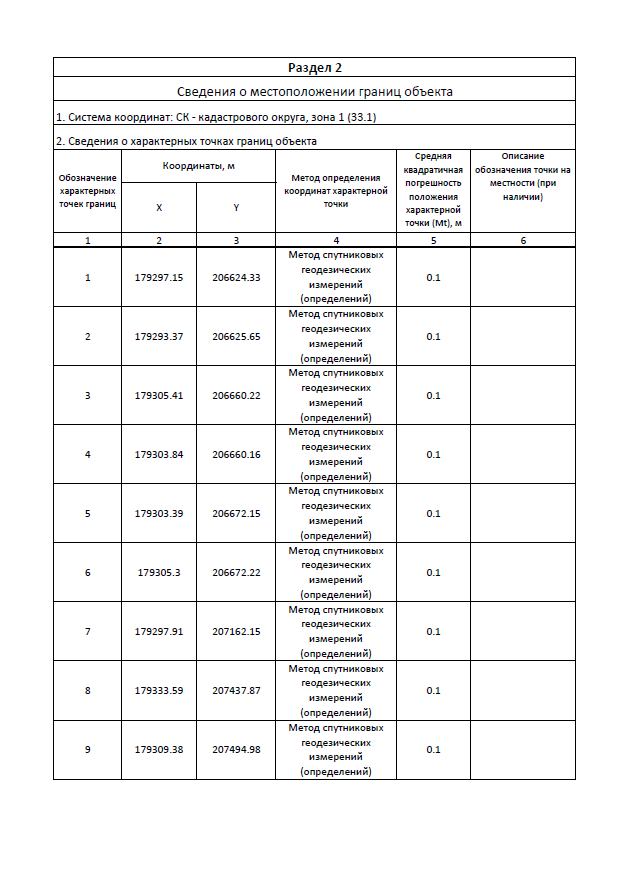 Раздел 2
Сведения о местоположении границ объекта
1. Система координат: СК - кадастрового округа, зона 1 (33.1)
2. Сведения о характерных точках границ объекта
Обозначение
характерных
точек границ
Координаты, м
X
Y
Метод определения
координат характерной
точки
Средняя
квадратичная
погрешность
положения
характерной
точки (Mt), м
Описание
обозначения точки на
местности (при
наличии)
1 2 3 4 5 6
Метод спутниковых
геодезических
1 179297.15 206624.33 0.1
измерений
(определений)
Метод спутниковых
геодезических
2 179293.37 206625.65 0.1
измерений
(определений)
Метод спутниковых
геодезических
3 179305.41 206660.22 0.1
измерений
(определений)
Метод спутниковых
геодезических
4 179303.84 206660.16 0.1
измерений
(определений)
Метод спутниковых
геодезических
5 179303.39 206672.15 0.1
измерений
(определений)
Метод спутниковых
геодезических
6 179305.3 206672.22 0.1
измерений
(определений)
Метод спутниковых
геодезических
7 179297.91 207162.15 0.1
измерений
(определений)
Метод спутниковых
геодезических
8 179333.59 207437.87 0.1
измерений
(определений)
Метод спутниковых
геодезических
9 179309.38 207494.98 0.1
измерений
(определений)